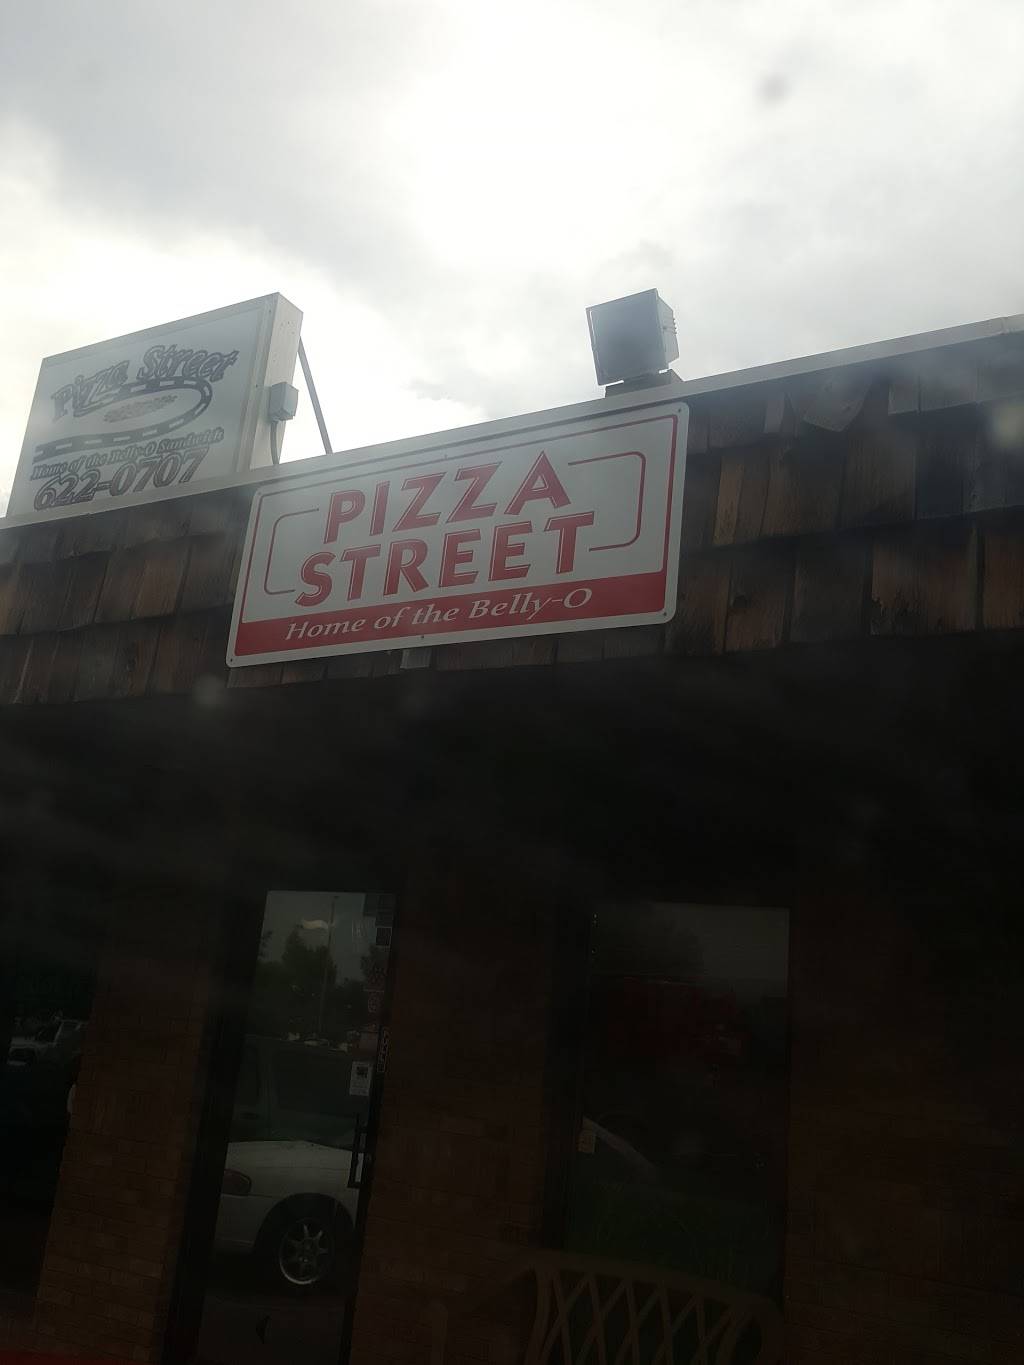 Pizza Street
Home of the Belly-O Sandwich
622-0707
PIZZA
STREET
Home of the Belly-O